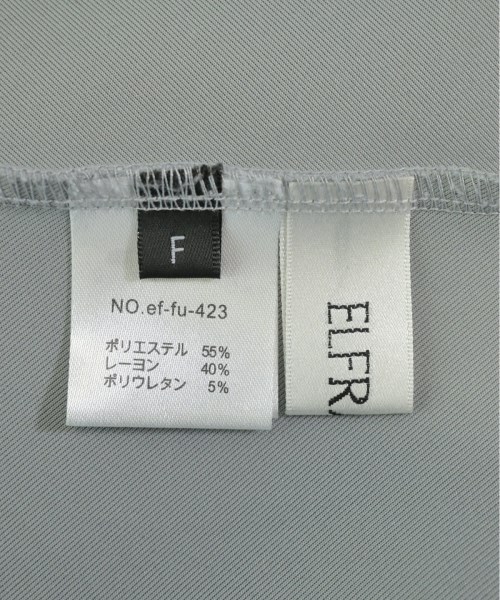 F
NO.ef-fu-423
ポリエステル 55%
レーヨン 40%
ポリウレタン 5%
ELFR